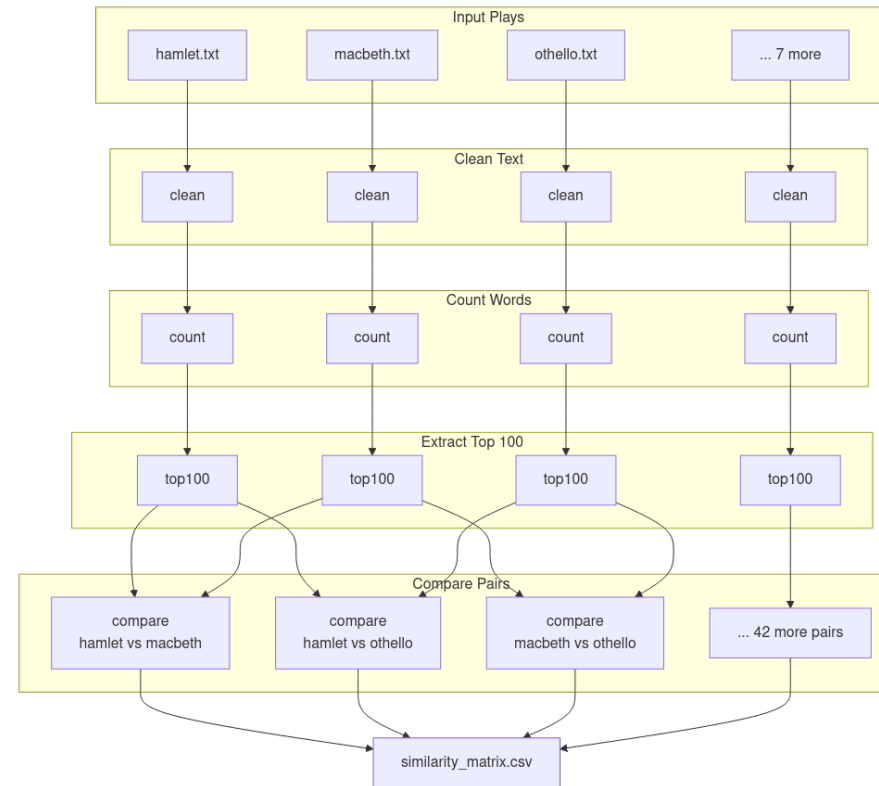 Input Plays
hamlet.txt
macbeth.txt
othello.txt
... 7 more
Clean Text
clean
clean
clean
clean
Count Words
count
count
count
count
Extract Top 100
top100
top100
top100
top100
Compare Pairs
compare
hamlet vs macbeth
compare
hamlet vs othello
compare
macbeth vs othello
... 42 more pairs
similarity_matrix.csv